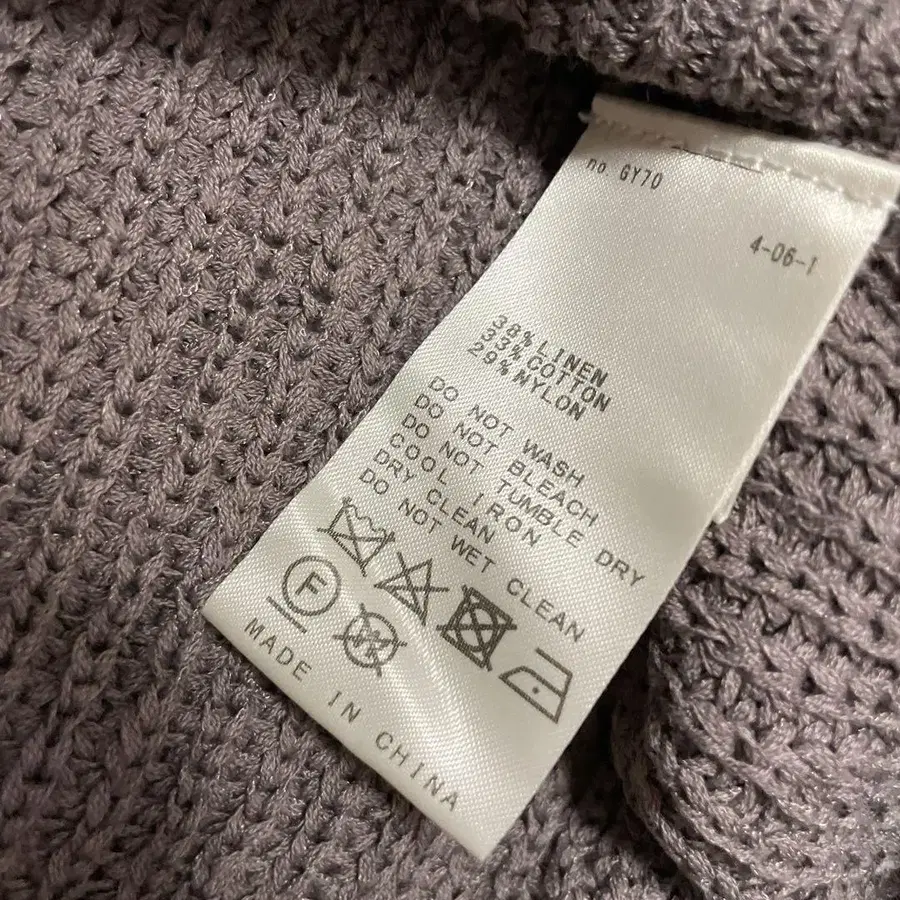 no GY70
4-06-1
38%LINEN
33%COTTON
29%NYLON
DO NOT WASH
DO NOT BLEACH
DO NOT TUMBLE DRY
COOL IRON
DRY CLEAN
DO NOT WET CLEAN
F
W
MADE IN CHINA